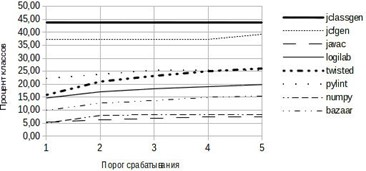 50,00
45,00
40,00
35,00
30,00
25,00
20,00
15,00
10,00
5,00
0,00
Процент классов
1 2 3 4 5
Порог срабатывания
jclassgen
jcfgen
javac
logilab
twisted
pylint
numpy
bazaar